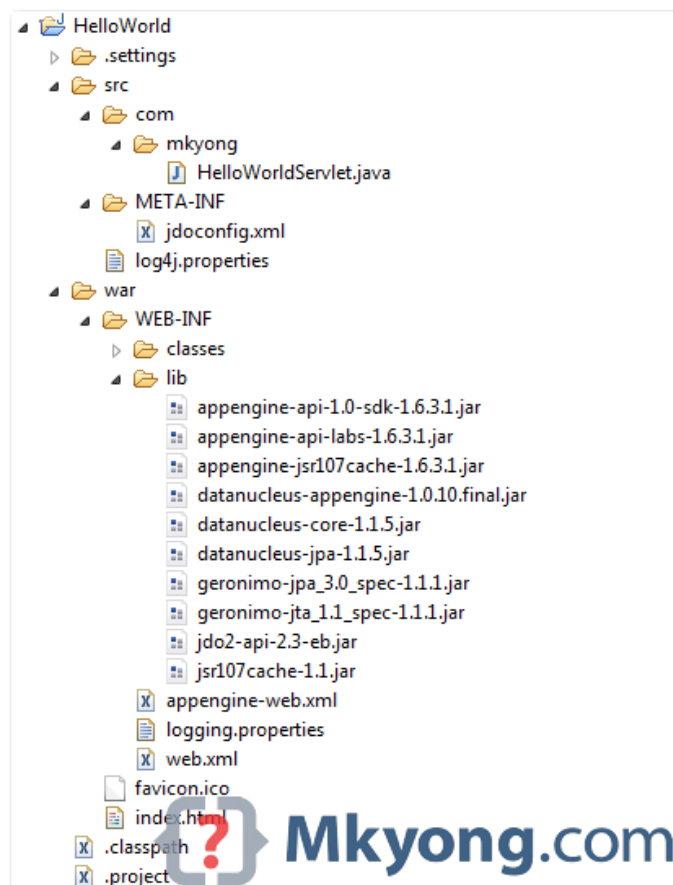 HelloWorld
.settings
src
com
mkyong
HelloWorldServlet.java
META-INF
jdoconfig.xml
log4j.properties
war
WEB-INF
classes
lib
appengine-api-1.0-sdk-1.6.3.1.jar
appengine-api-labs-1.6.3.1.jar
appengine-jsr107cache-1.6.3.1.jar
datanucleus-appengine-1.0.10.final.jar
datanucleus-core-1.1.5.jar
datanucleus-jpa-1.1.5.jar
geronimo-jpa_3.0_spec-1.1.1.jar
geronimo-jta_1.1_spec-1.1.1.jar
jdo2-api-2.3-eb.jar
jsr107cache-1.1.jar
appengine-web.xml
logging.properties
web.xml
favicon.ico
index.html
.classpath
.project
{?} Mkyong.com